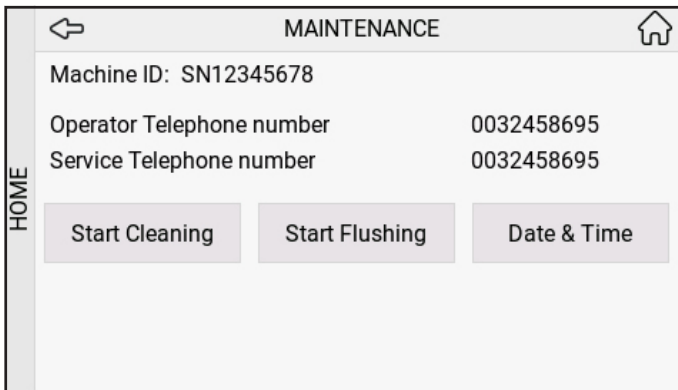 MAINTENANCE
HOME
Machine ID: SN12345678
Operator Telephone number 0032458695
Service Telephone number 0032458695
Start Cleaning Start Flushing Date & Time